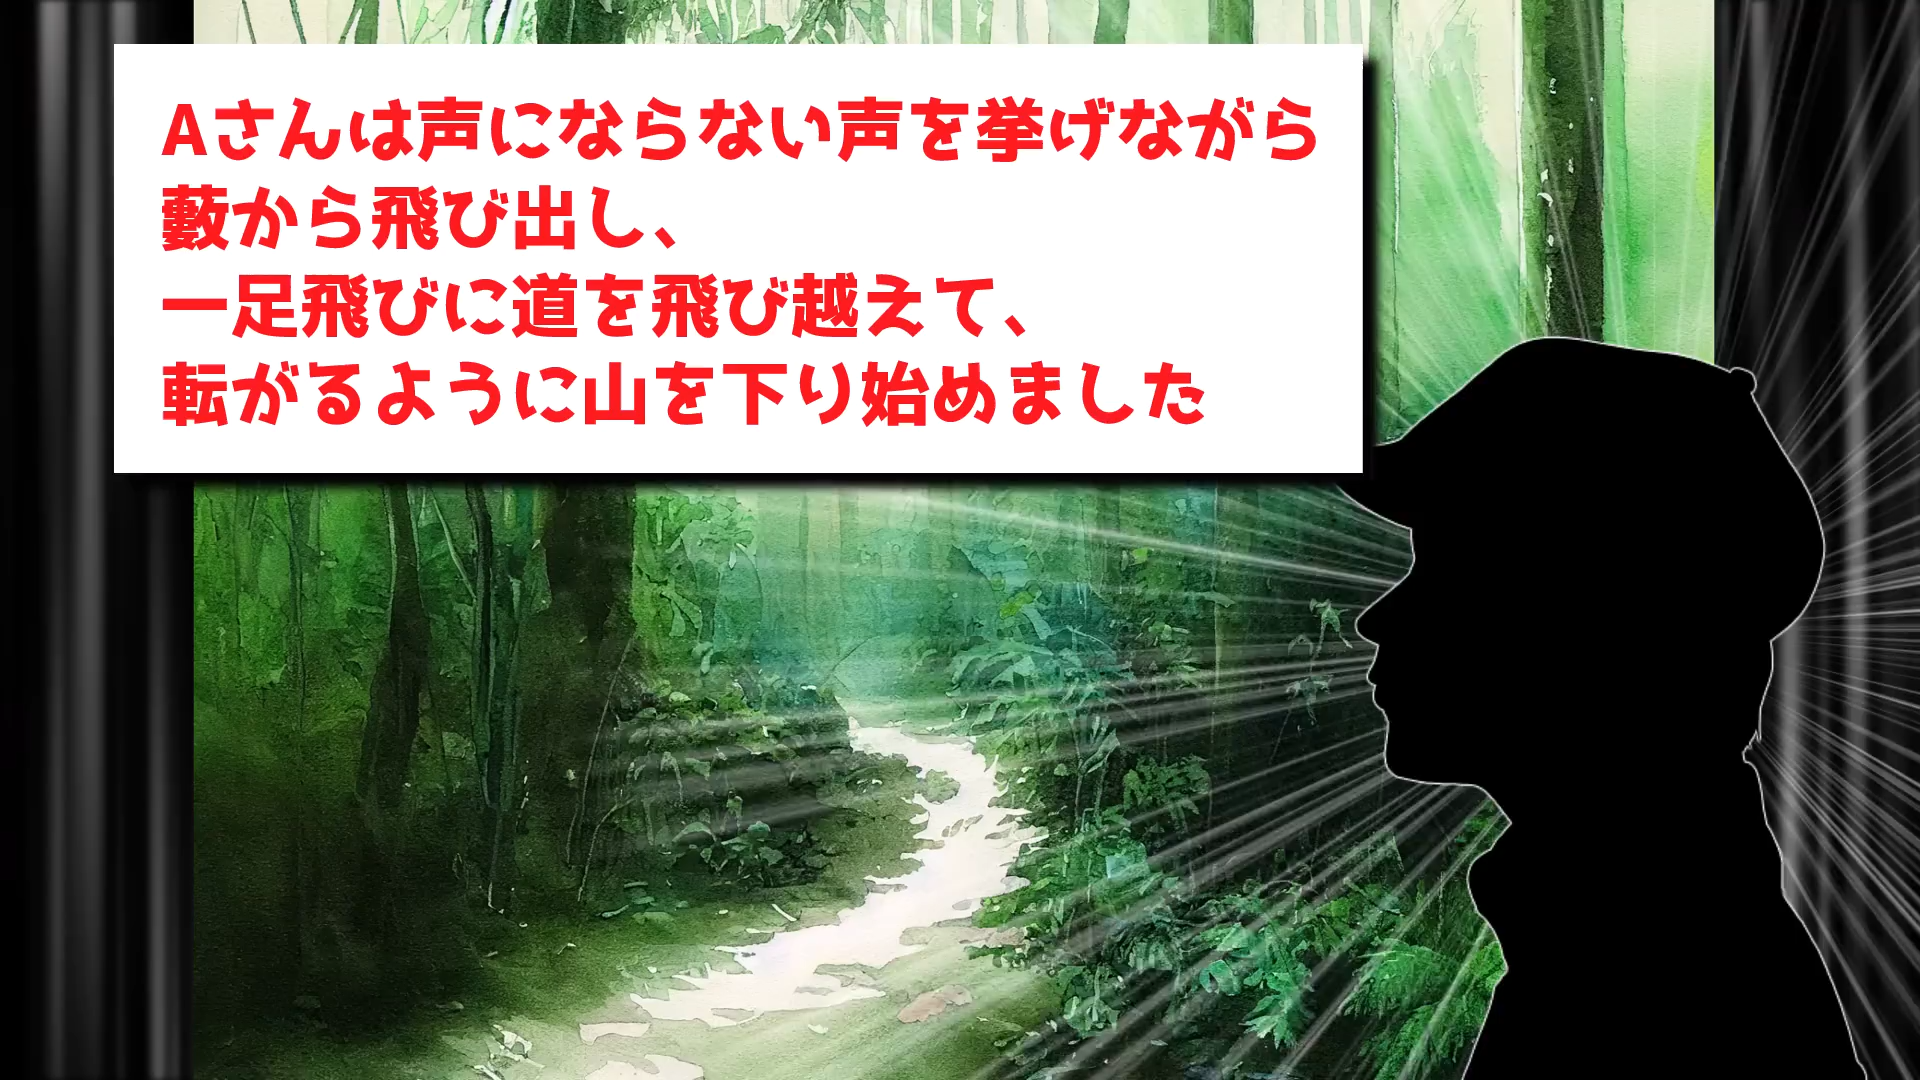 Aさんは声にならない声を挙げながら
藪から飛び出し、
一足飛びに道を飛び越えて、
転がるように山を下り始めました